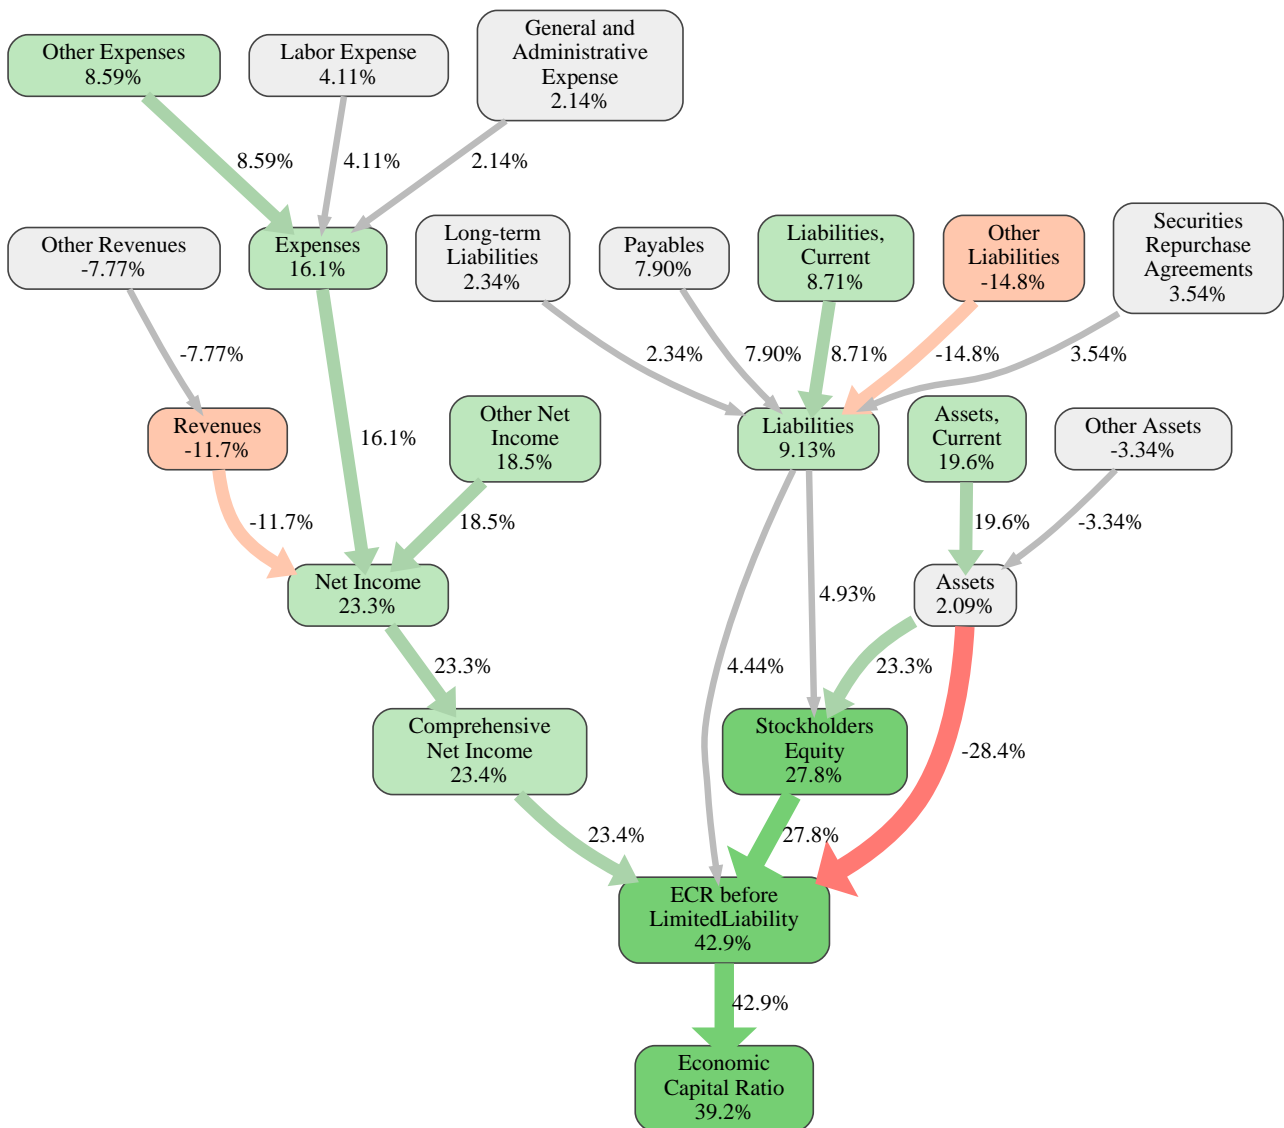 Other Expenses
8.59%
Labor Expense
4.11%
General and
Administrative
Expense
2.14%
8.59%
4.11%
2.14%
Other Revenues
-7.77%
Expenses
16.1%
Long-term
Liabilities
2.34%
Payables
7.90%
Liabilities,
Current
8.71%
Other
Liabilities
-14.8%
Securities
Repurchase
Agreements
3.54%
-7.77%
2.34%
7.90%
8.71%
-14.8%
3.54%
Revenues
-11.7%
16.1%
Other Net
Income
18.5%
Liabilities
9.13%
Assets,
Current
19.6%
Other Assets
-3.34%
-11.7%
18.5%
19.6%
-3.34%
Net Income
23.3%
4.93%
Assets
2.09%
23.3%
4.44%
23.3%
Comprehensive
Net Income
23.4%
Stockholders
Equity
27.8%
-28.4%
23.4%
27.8%
ECR before
LimitedLiability
42.9%
42.9%
Economic
Capital Ratio
39.2%